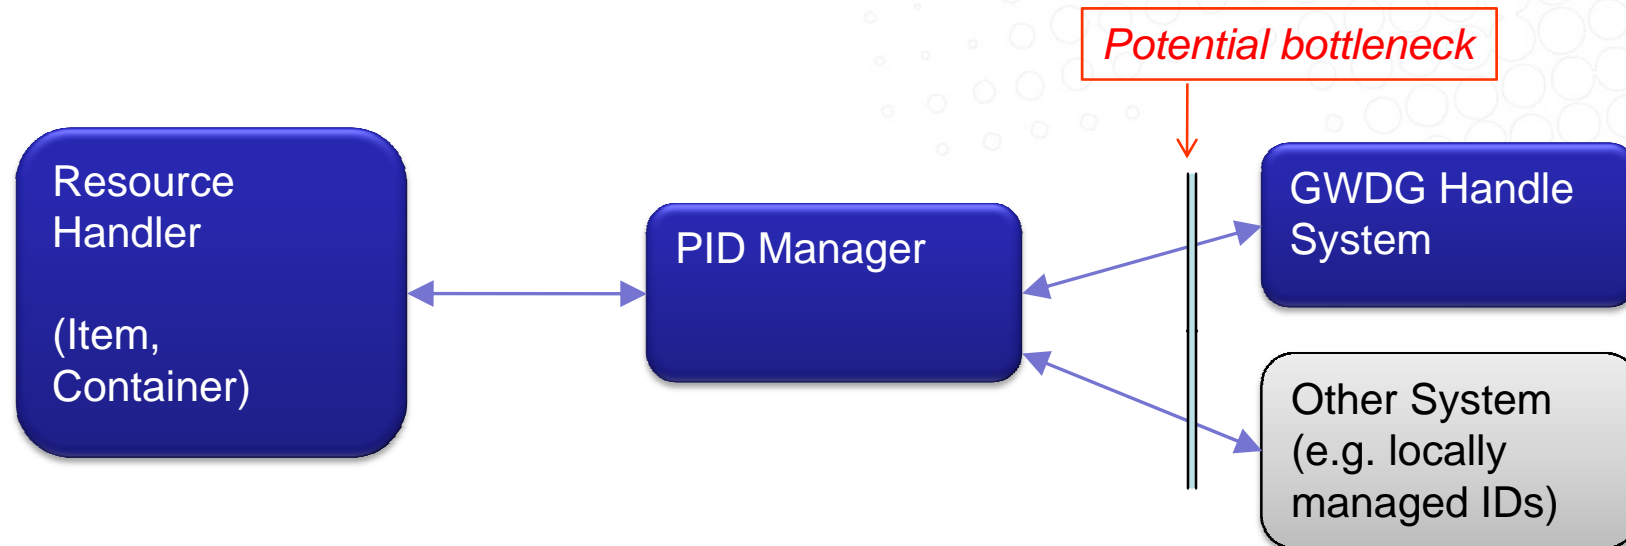 Potential bottleneck
Resource
Handler
(Item,
Container)
PID Manager
GWDG Handle
System
Other System
(e.g. locally
managed IDs)